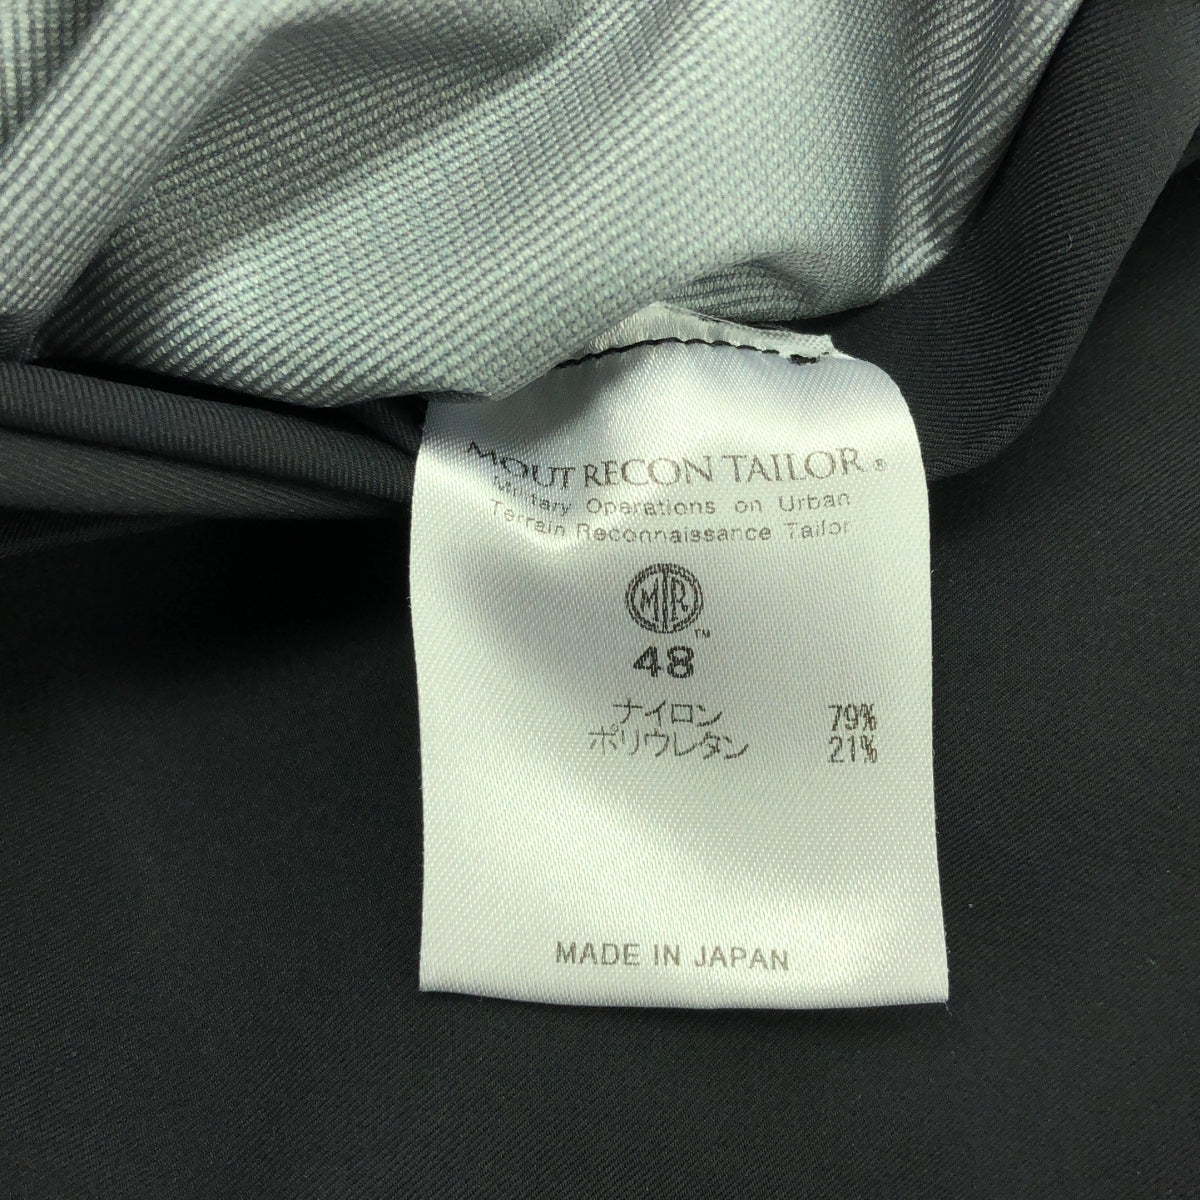 MOUT RECON TAILOR®
Military Operations on Urban
Terrain Reconnaissance Tailor
MTR™
48
ナイロン 79%
ポリウレタン 21%
MADE IN JAPAN